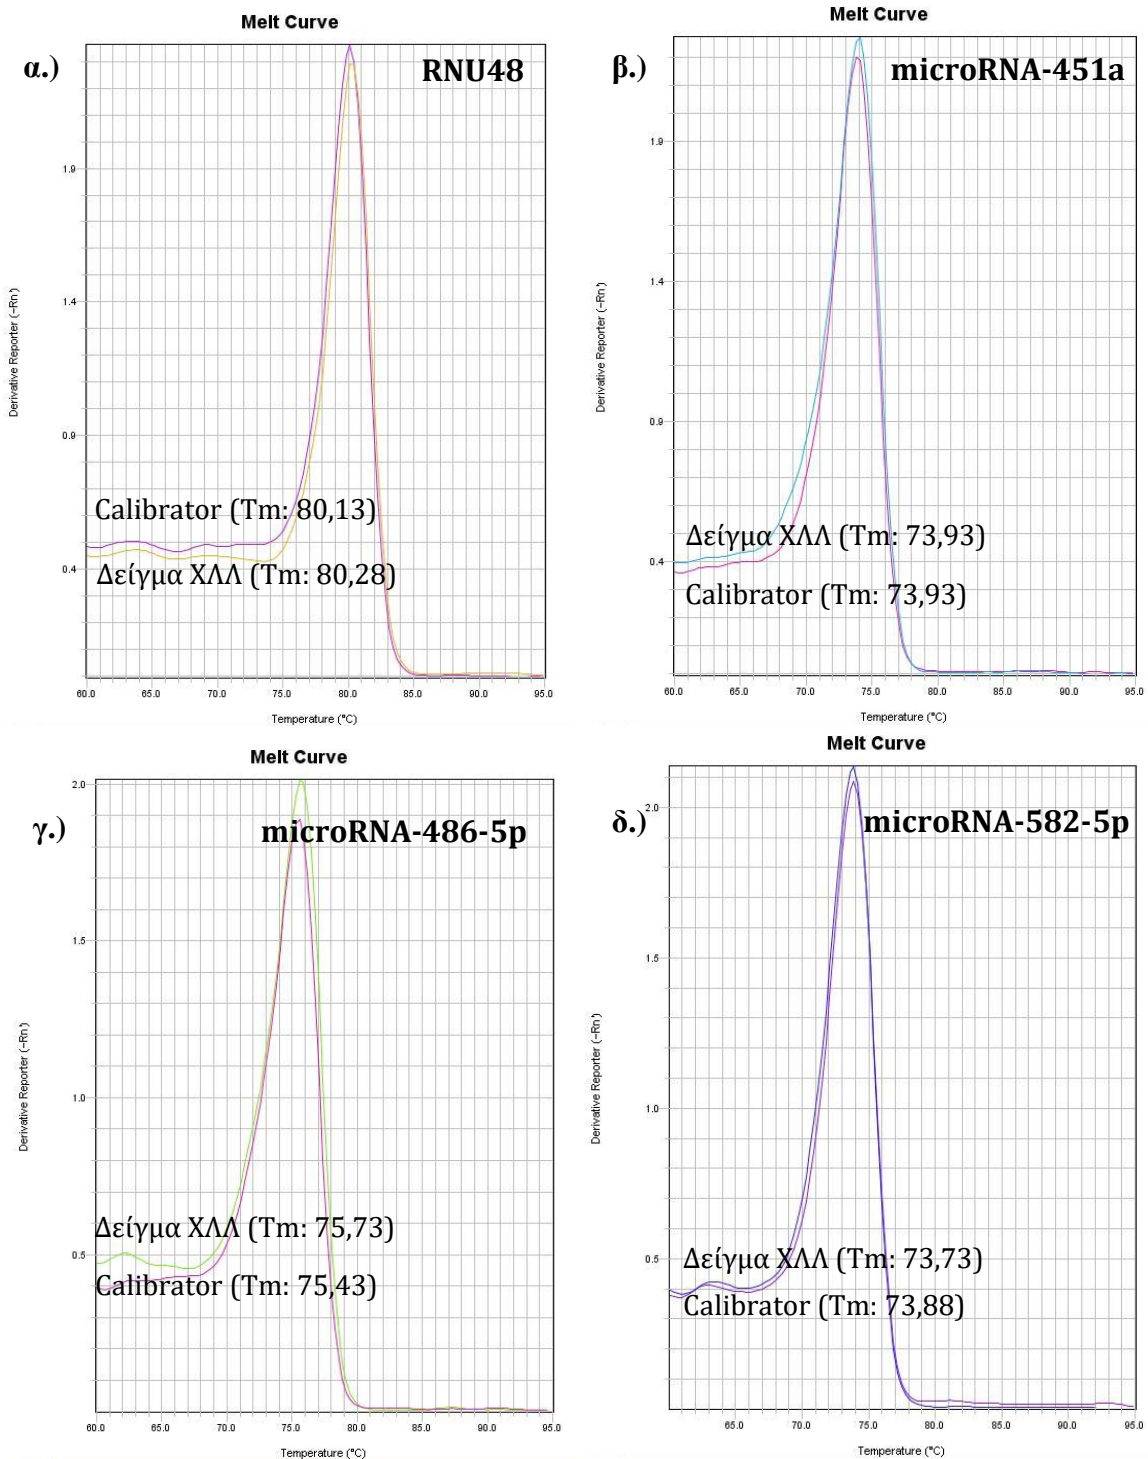 Melt Curve
α.)
RNU48
1.9
1.4
0.9
0.4
Derivative Reporter (-Rn')
Calibrator (Tm: 80,13)
Δείγμα ΧΛΛ (Tm: 80,28)
60.0 65.0 70.0 75.0 80.0 85.0 90.0 95.0
Temperature (°C)
Melt Curve
β.)
microRNA-451a
1.9
1.4
0.9
0.4
Derivative Reporter (-Rn')
Δείγμα ΧΛΛ (Tm: 73,93)
Calibrator (Tm: 73,93)
60.0 65.0 70.0 75.0 80.0 85.0 90.0 95.0
Temperature (°C)
Melt Curve
γ.)
microRNA-486-5p
2.0
1.5
1.0
0.5
Derivative Reporter (-Rn')
Δείγμα ΧΛΛ (Tm: 75,73)
Calibrator (Tm: 75,43)
60.0 65.0 70.0 75.0 80.0 85.0 90.0 95.0
Temperature (°C)
Melt Curve
δ.)
microRNA-582-5p
2.0
1.5
1.0
0.5
Derivative Reporter (-Rn')
Δείγμα ΧΛΛ (Tm: 73,73)
Calibrator (Tm: 73,88)
65.0 70.0 75.0 80.0 85.0 90.0 95.0
Temperature (°C)